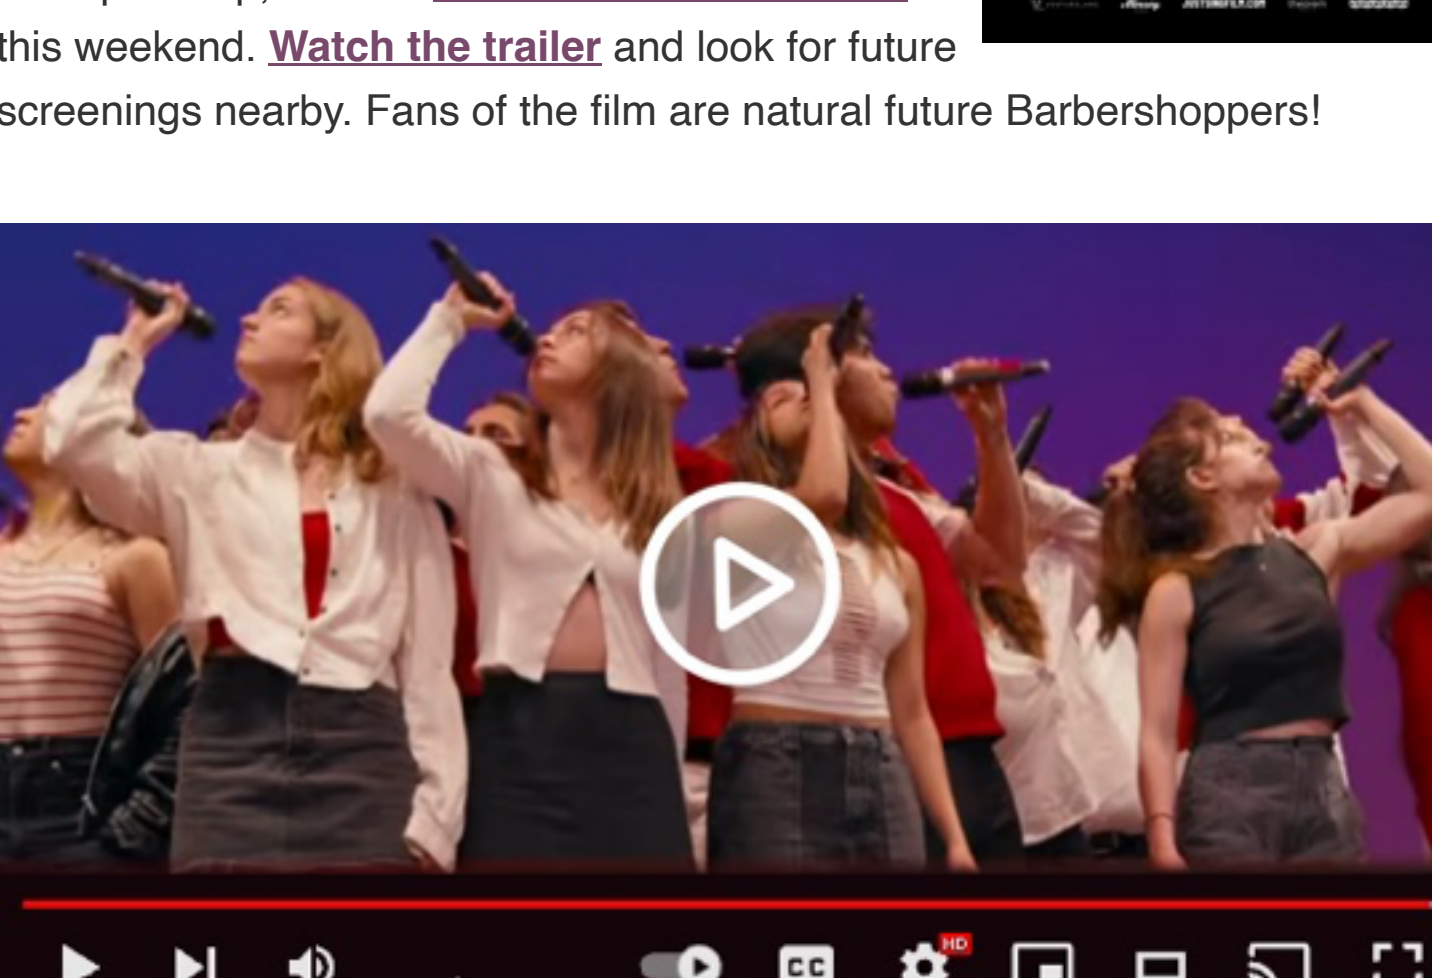 this weekend. Watch the trailer and look for future
screenings nearby. Fans of the film are natural future Barbershoppers!
HD
CC